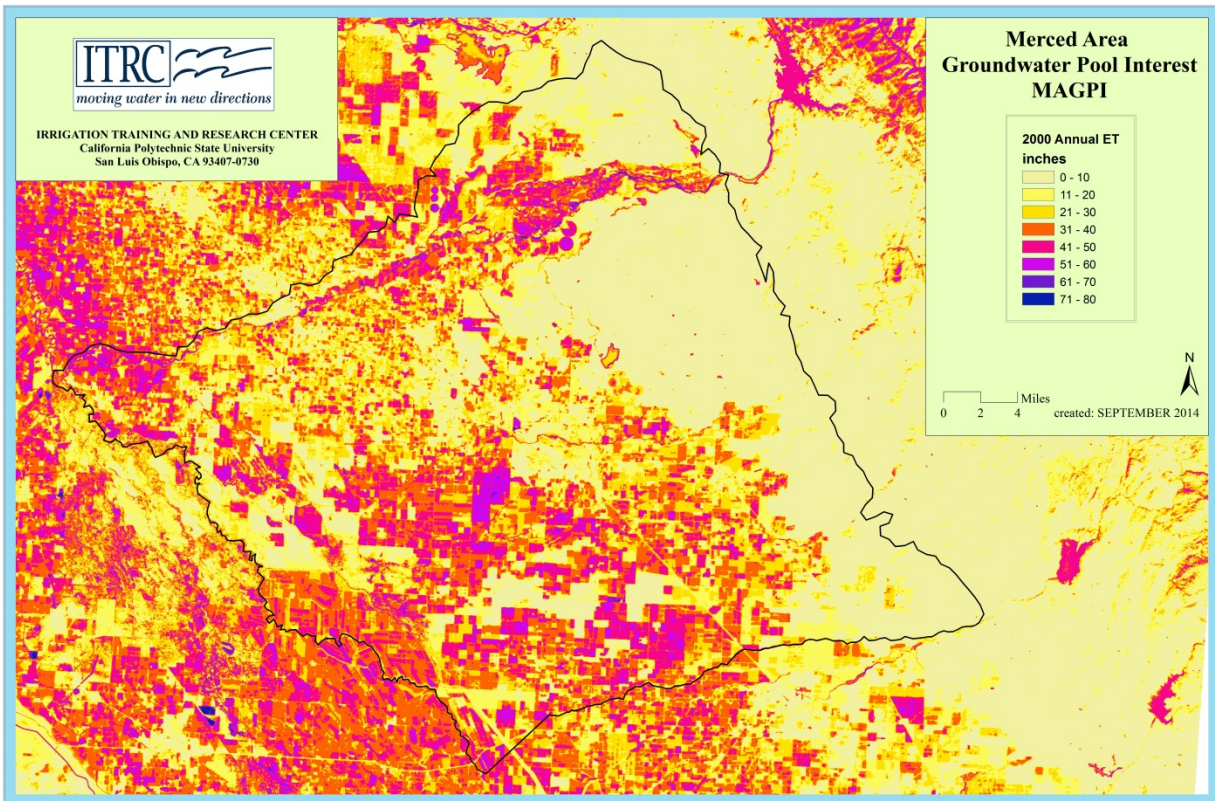 ITRC
moving water in new directions
IRRIGATION TRAINING AND RESEARCH CENTER
California Polytechnic State University
San Luis Obispo, CA 93407-0730
Merced Area
Groundwater Pool Interest
MAGPI
2000 Annual ET
inches
0 - 10
11 - 20
21 - 30
31 - 40
41 - 50
51 - 60
61 - 70
71 - 80
N
Miles
0 2 4
created: SEPTEMBER 2014